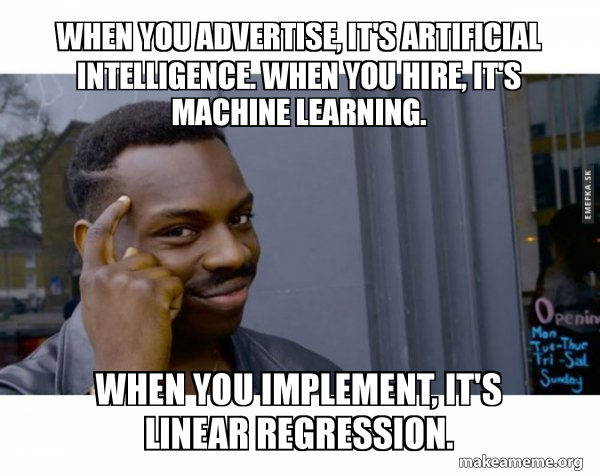 WHEN YOU ADVERTISE, IT'S ARTIFICIAL
INTELLIGENCE. WHEN YOU HIRE, IT'S
MACHINE LEARNING.
EMEFKA.SK
Openin
Mon
Tue-Thur
Fri-Sat
Sunday
WHEN YOU IMPLEMENT, IT'S
LINEAR REGRESSION.
makeameme.org